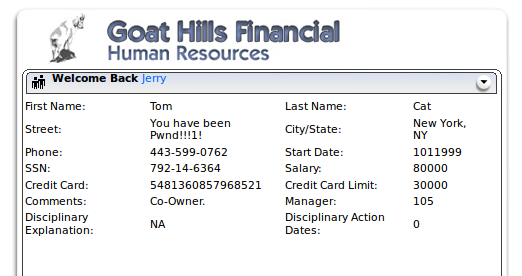 Goat Hills Financial
Human Resources
Welcome Back Jerry
First Name: Tom Last Name: Cat
Street: You have been Pwnd!!!1! City/State: New York, NY
Phone: 443-599-0762 Start Date: 1011999
SSN: 792-14-6364 Salary: 80000
Credit Card: 5481360857968521 Credit Card Limit: 30000
Comments: Co-Owner. Manager: 105
Disciplinary Explanation: NA Disciplinary Action Dates: 0